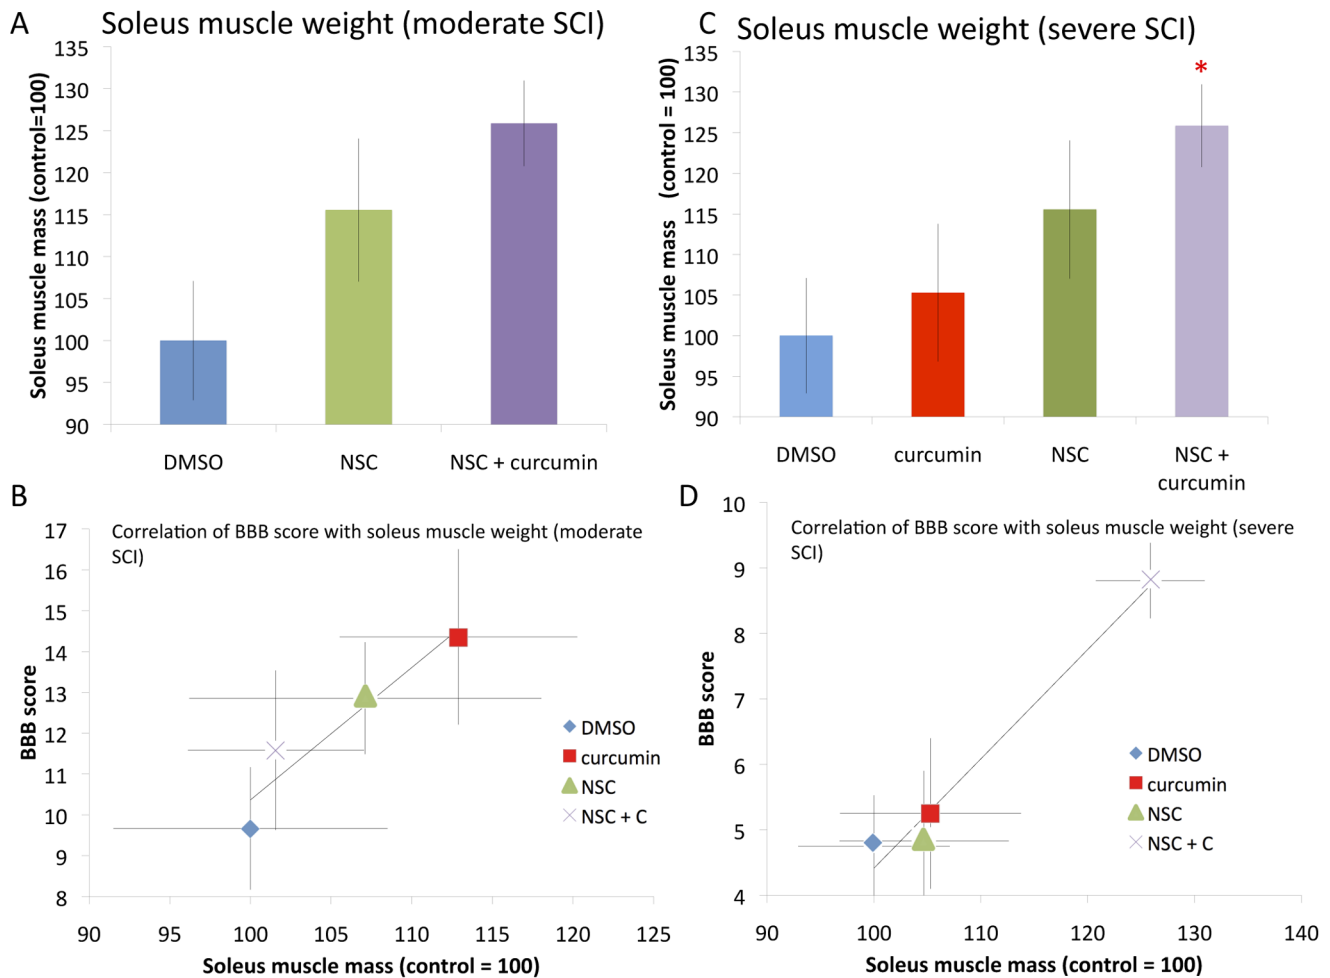 A
Soleus muscle weight (moderate SCI)
Soleus muscle mass (control=100)
135
130
125
120
115
110
105
100
95
90
DMSO
NSC
NSC + curcumin
C
Soleus muscle weight (severe SCI)
Soleus muscle mass (control = 100)
135
130
125
120
115
110
105
100
95
90
*
DMSO
curcumin
NSC
NSC +
curcumin
B
Correlation of BBB score with soleus muscle weight (moderate
SCI)
BBB score
17
16
15
14
13
12
11
10
9
8
DMSO
curcumin
NSC
NSC + C
90
95
100
105
110
115
120
125
Soleus muscle mass (control = 100)
D
Correlation of BBB score with soleus muscle weight (severe
SCI)
BBB score
10
9
8
7
6
5
4
DMSO
curcumin
NSC
NSC + C
90
100
110
120
130
140
Soleus muscle mass (control = 100)